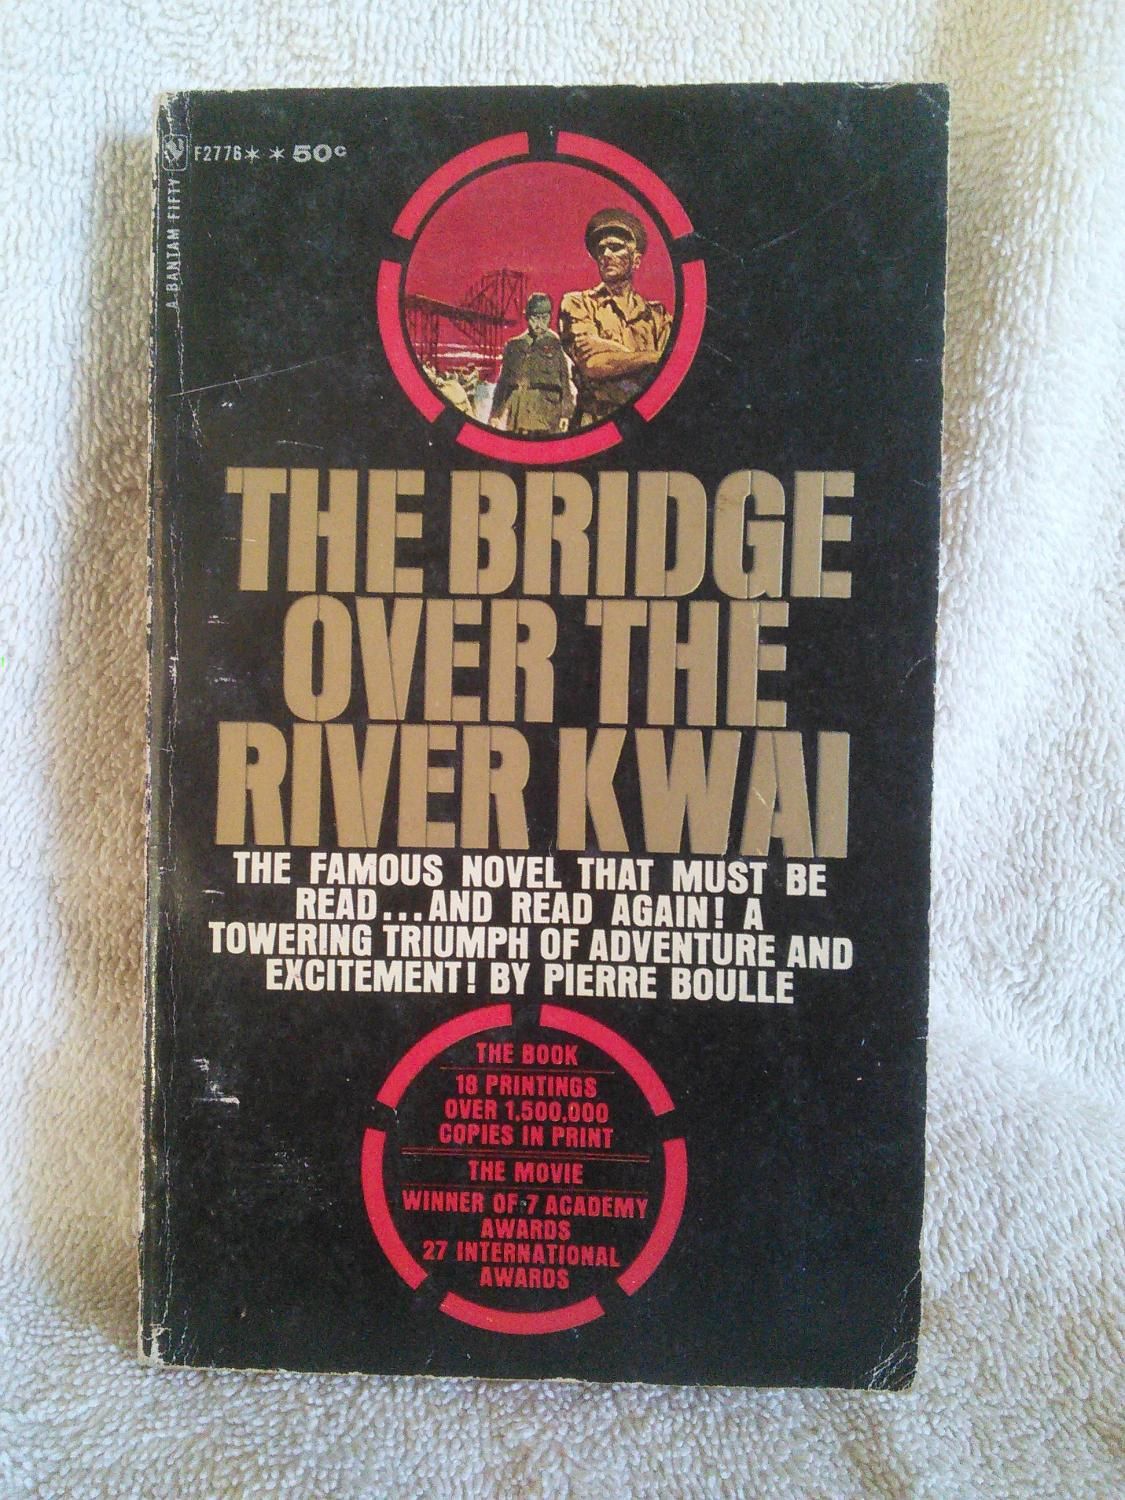 F2776✶ ✶ 50¢
A BANTAM FIFTY
THE BRIDGE
OVER THE
RIVER KWAI
THE FAMOUS NOVEL THAT MUST BE
READ...AND READ AGAIN! A
TOWERING TRIUMPH OF ADVENTURE AND
EXCITEMENT! BY PIERRE BOULLE
THE BOOK
18 PRINTINGS
OVER 1,500,000
COPIES IN PRINT
THE MOVIE
WINNER OF 7 ACADEMY
AWARDS
27 INTERNATIONAL
AWARDS